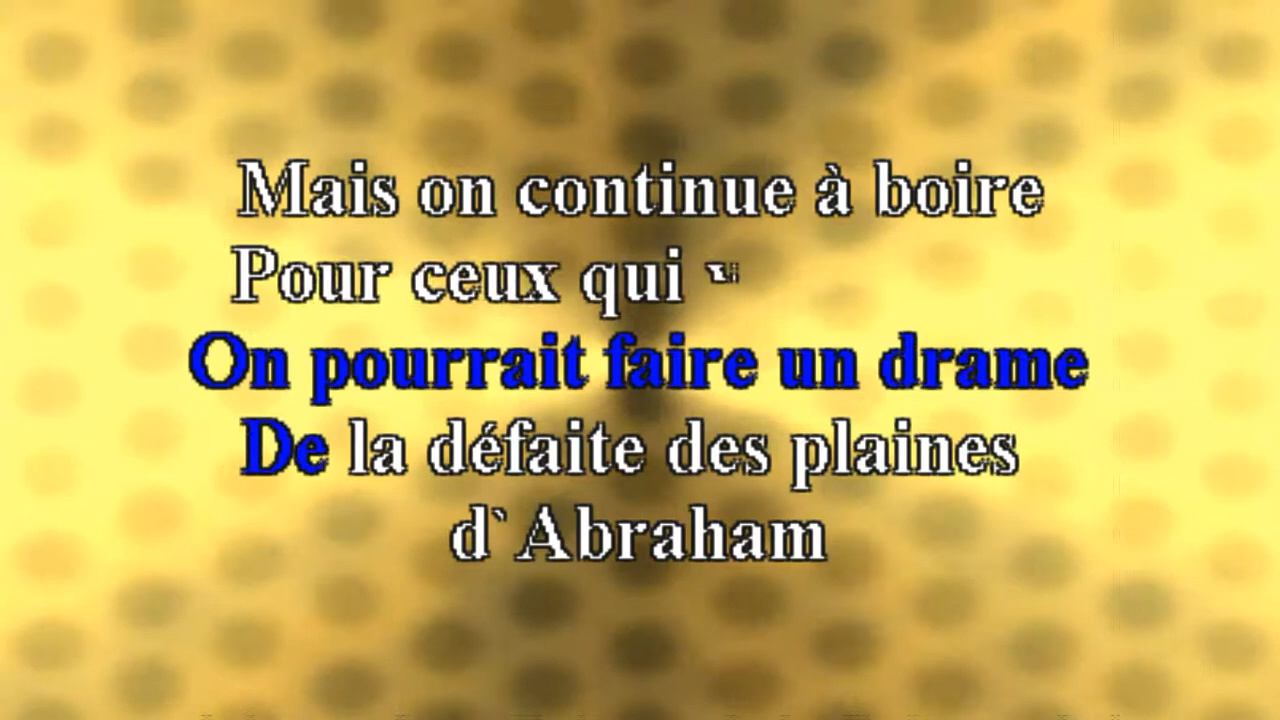 Mais on continue à boire
Pour ceux qui
On pourrait faire un drame
De la défaite des plaines
d`Abraham